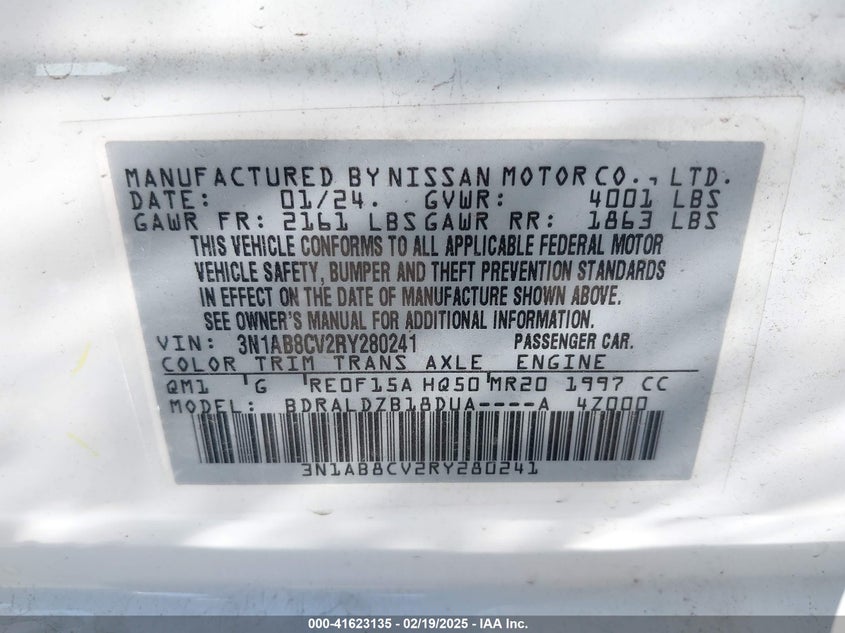 MANUFACTURED BY NISSAN MOTOR CO., LTD.
DATE: 01/24. GVWR: 4001 LBS
GAWR FR: 2161 LBS GAWR RR: 1863 LBS
THIS VEHICLE CONFORMS TO ALL APPLICABLE FEDERAL MOTOR
VEHICLE SAFETY, BUMPER AND THEFT PREVENTION STANDARDS
IN EFFECT ON THE DATE OF MANUFACTURE SHOWN ABOVE.
SEE OWNER'S MANUAL FOR ADDITIONAL INFORMATION.
VIN: 3N1AB8CV2RY280241 PASSENGER CAR.
COLOR TRIM TRANS AXLE ENGINE
QM1 G RE0F15A HQ50 MR20 1997 CC
MODEL: BDRALDZB18DUA----A 4Z000
3N1AB8CV2RY280241
000-41623135 - 02/19/2025 - IAA Inc.